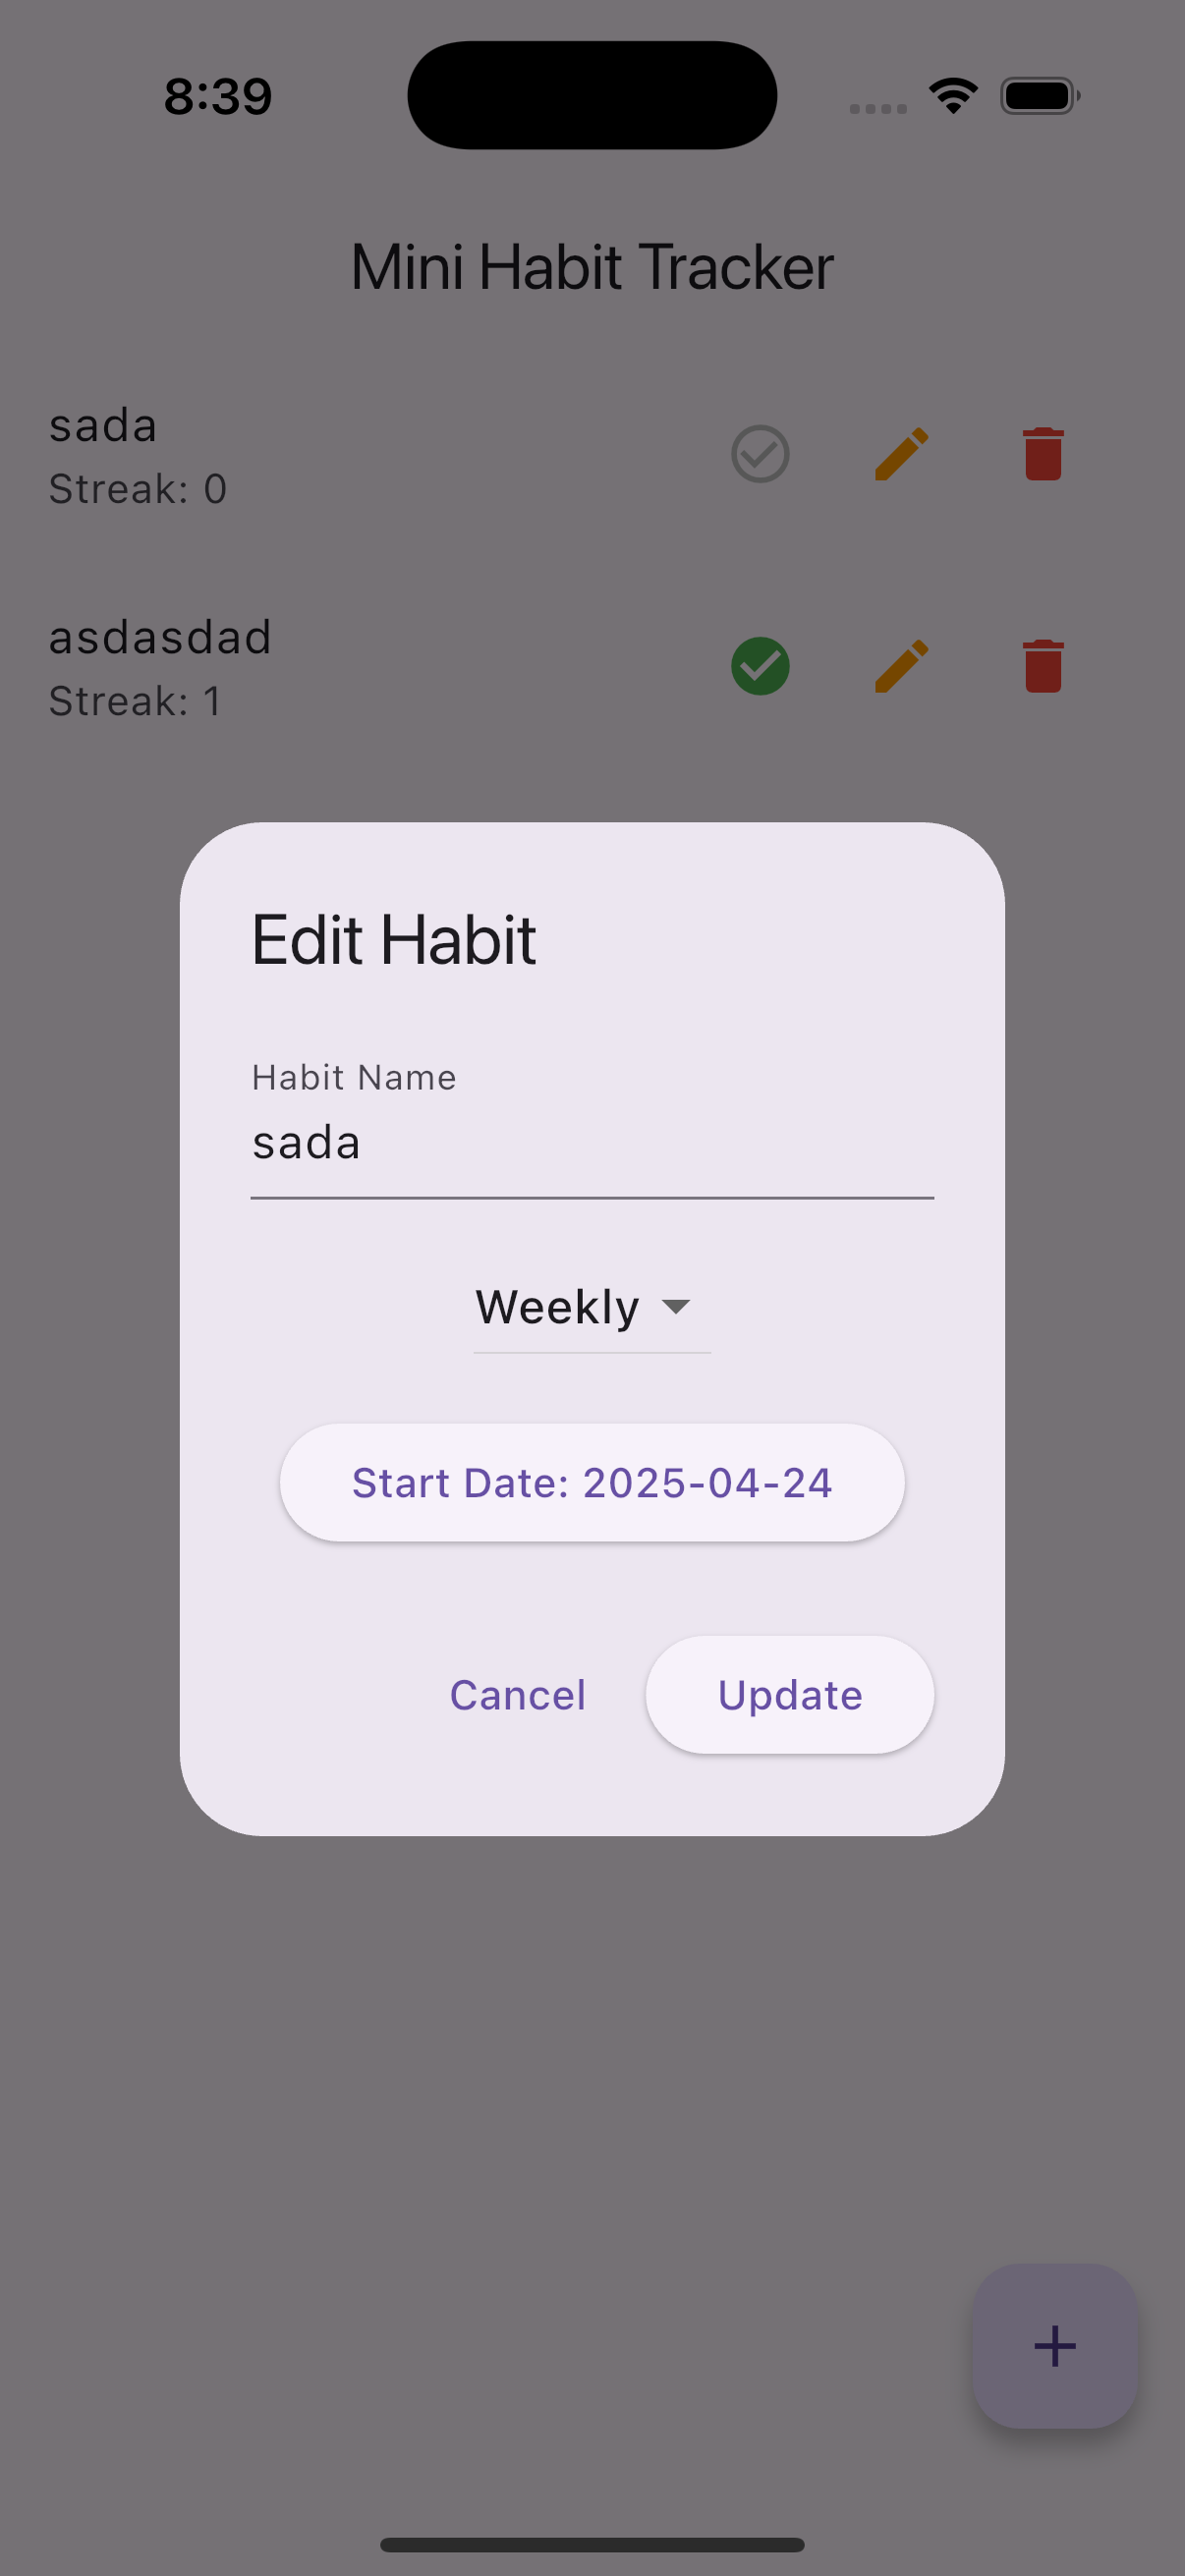 8:39
Mini Habit Tracker
sada
Streak: 0
asdasdad
Streak: 1
Edit Habit
Habit Name
sada
Weekly
Start Date: 2025-04-24
Cancel
Update